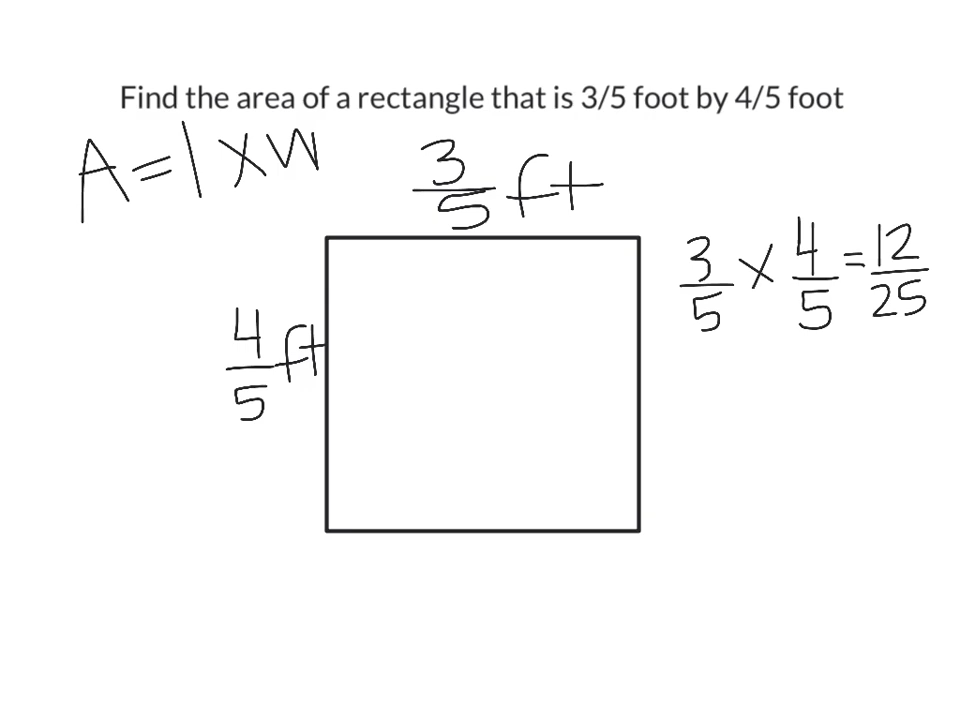 Find the area of a rectangle that is 3/5 foot by 4/5 foot
A=l xw
3/5 ft
3/5 x 4/5 = 12/25
4/5 ft